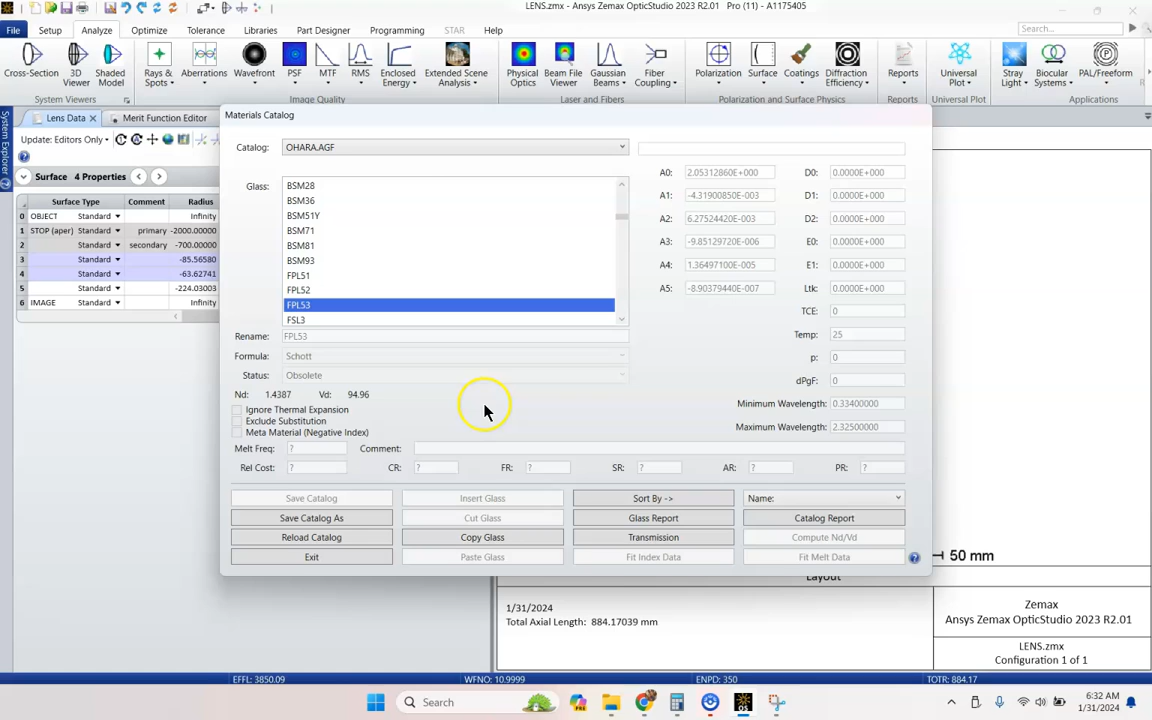 LENS.zmx - Ansys Zemax OpticStudio 2023 R2.01    Pro (11) - A1175405
File Setup Analyze Optimize Tolerance Libraries Part Designer Programming STAR Help Search
Cross-Section 3D Viewer Shaded Model Rays & Spots Aberrations Wavefront PSF MTF RMS Enclosed Energy Extended Scene Analysis Physical Optics Beam File Viewer Gaussian Beams Fiber Coupling Polarization Surface Coatings Diffraction Efficiency Reports Universal Plot Stray Light Biocular Systems PAL/Freeform
System Viewers Image Quality Laser and Fibers Polarization and Surface Physics Reports Universal Plot Applications
System Explorer
Lens Data Merit Function Editor
Update: Editors Only
Surface 4 Properties
Surface Type Comment Radius
0 OBJECT Standard Infinity
1 STOP (aper) Standard primary -2000.00000
2 Standard secondary -700.00000
3 Standard -85.56580
4 Standard -63.62741
5 Standard -224.03003
6 IMAGE Standard Infinity
Materials Catalog
Catalog: OHARA.AGF
Glass:
BSM28
BSM36
BSM51Y
BSM71
BSM81
BSM93
FPL51
FPL52
FPL53
FSL3
A0: 2.05312860E+000 D0: 0.0000E+000
A1: -4.31900850E-003 D1: 0.0000E+000
A2: 6.27524420E-003 D2: 0.0000E+000
A3: -9.85129720E-006 E0: 0.0000E+000
A4: 1.36497100E-005 E1: 0.0000E+000
A5: -8.90379440E-007 Ltk: 0.0000E+000
TCE: 0
Rename: FPL53 Temp: 25
Formula: Schott p: 0
Status: Obsolete dPgF: 0
Nd: 1.4387 Vd: 94.96
Minimum Wavelength: 0.33400000
Ignore Thermal Expansion
Exclude Substitution
Maximum Wavelength: 2.32500000
Meta Material (Negative Index)
Melt Freq: ? Comment:
Rel Cost: ? CR: ? FR: ? SR: ? AR: ? PR: ?
Save Catalog Insert Glass Sort By -> Name:
Save Catalog As Cut Glass Glass Report Catalog Report
Reload Catalog Copy Glass Transmission Compute Nd/Vd
Exit Paste Glass Fit Index Data Fit Melt Data
50 mm
Layout
1/31/2024
Total Axial Length: 884.17039 mm
Zemax
Ansys Zemax OpticStudio 2023 R2.01
LENS.zmx
Configuration 1 of 1
EFFL: 3850.09 WFNO: 10.9999 ENPD: 350 TOTR: 884.17
Search
PRE
OS
6:32 AM
1/31/2024